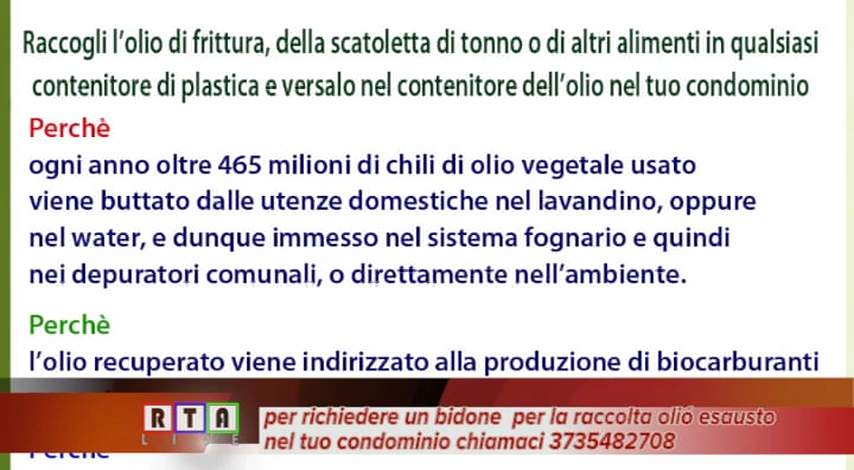 Raccogli l'olio di frittura, della scatoletta di tonno o di altri alimenti in qualsiasi
contenitore di plastica e versalo nel contenitore dell'olio nel tuo condominio
Perchè
ogni anno oltre 465 milioni di chili di olio vegetale usato
viene buttato dalle utenze domestiche nel lavandino, oppure
nel water, e dunque immesso nel sistema fognario e quindi
nei depuratori comunali, o direttamente nell'ambiente.
Perchè
l'olio recuperato viene indirizzato alla produzione di biocarburanti
RTA
LIVE
per richiedere un bidone per la raccolta olio esausto
nel tuo condominio chiamaci 3735482708
Perchè